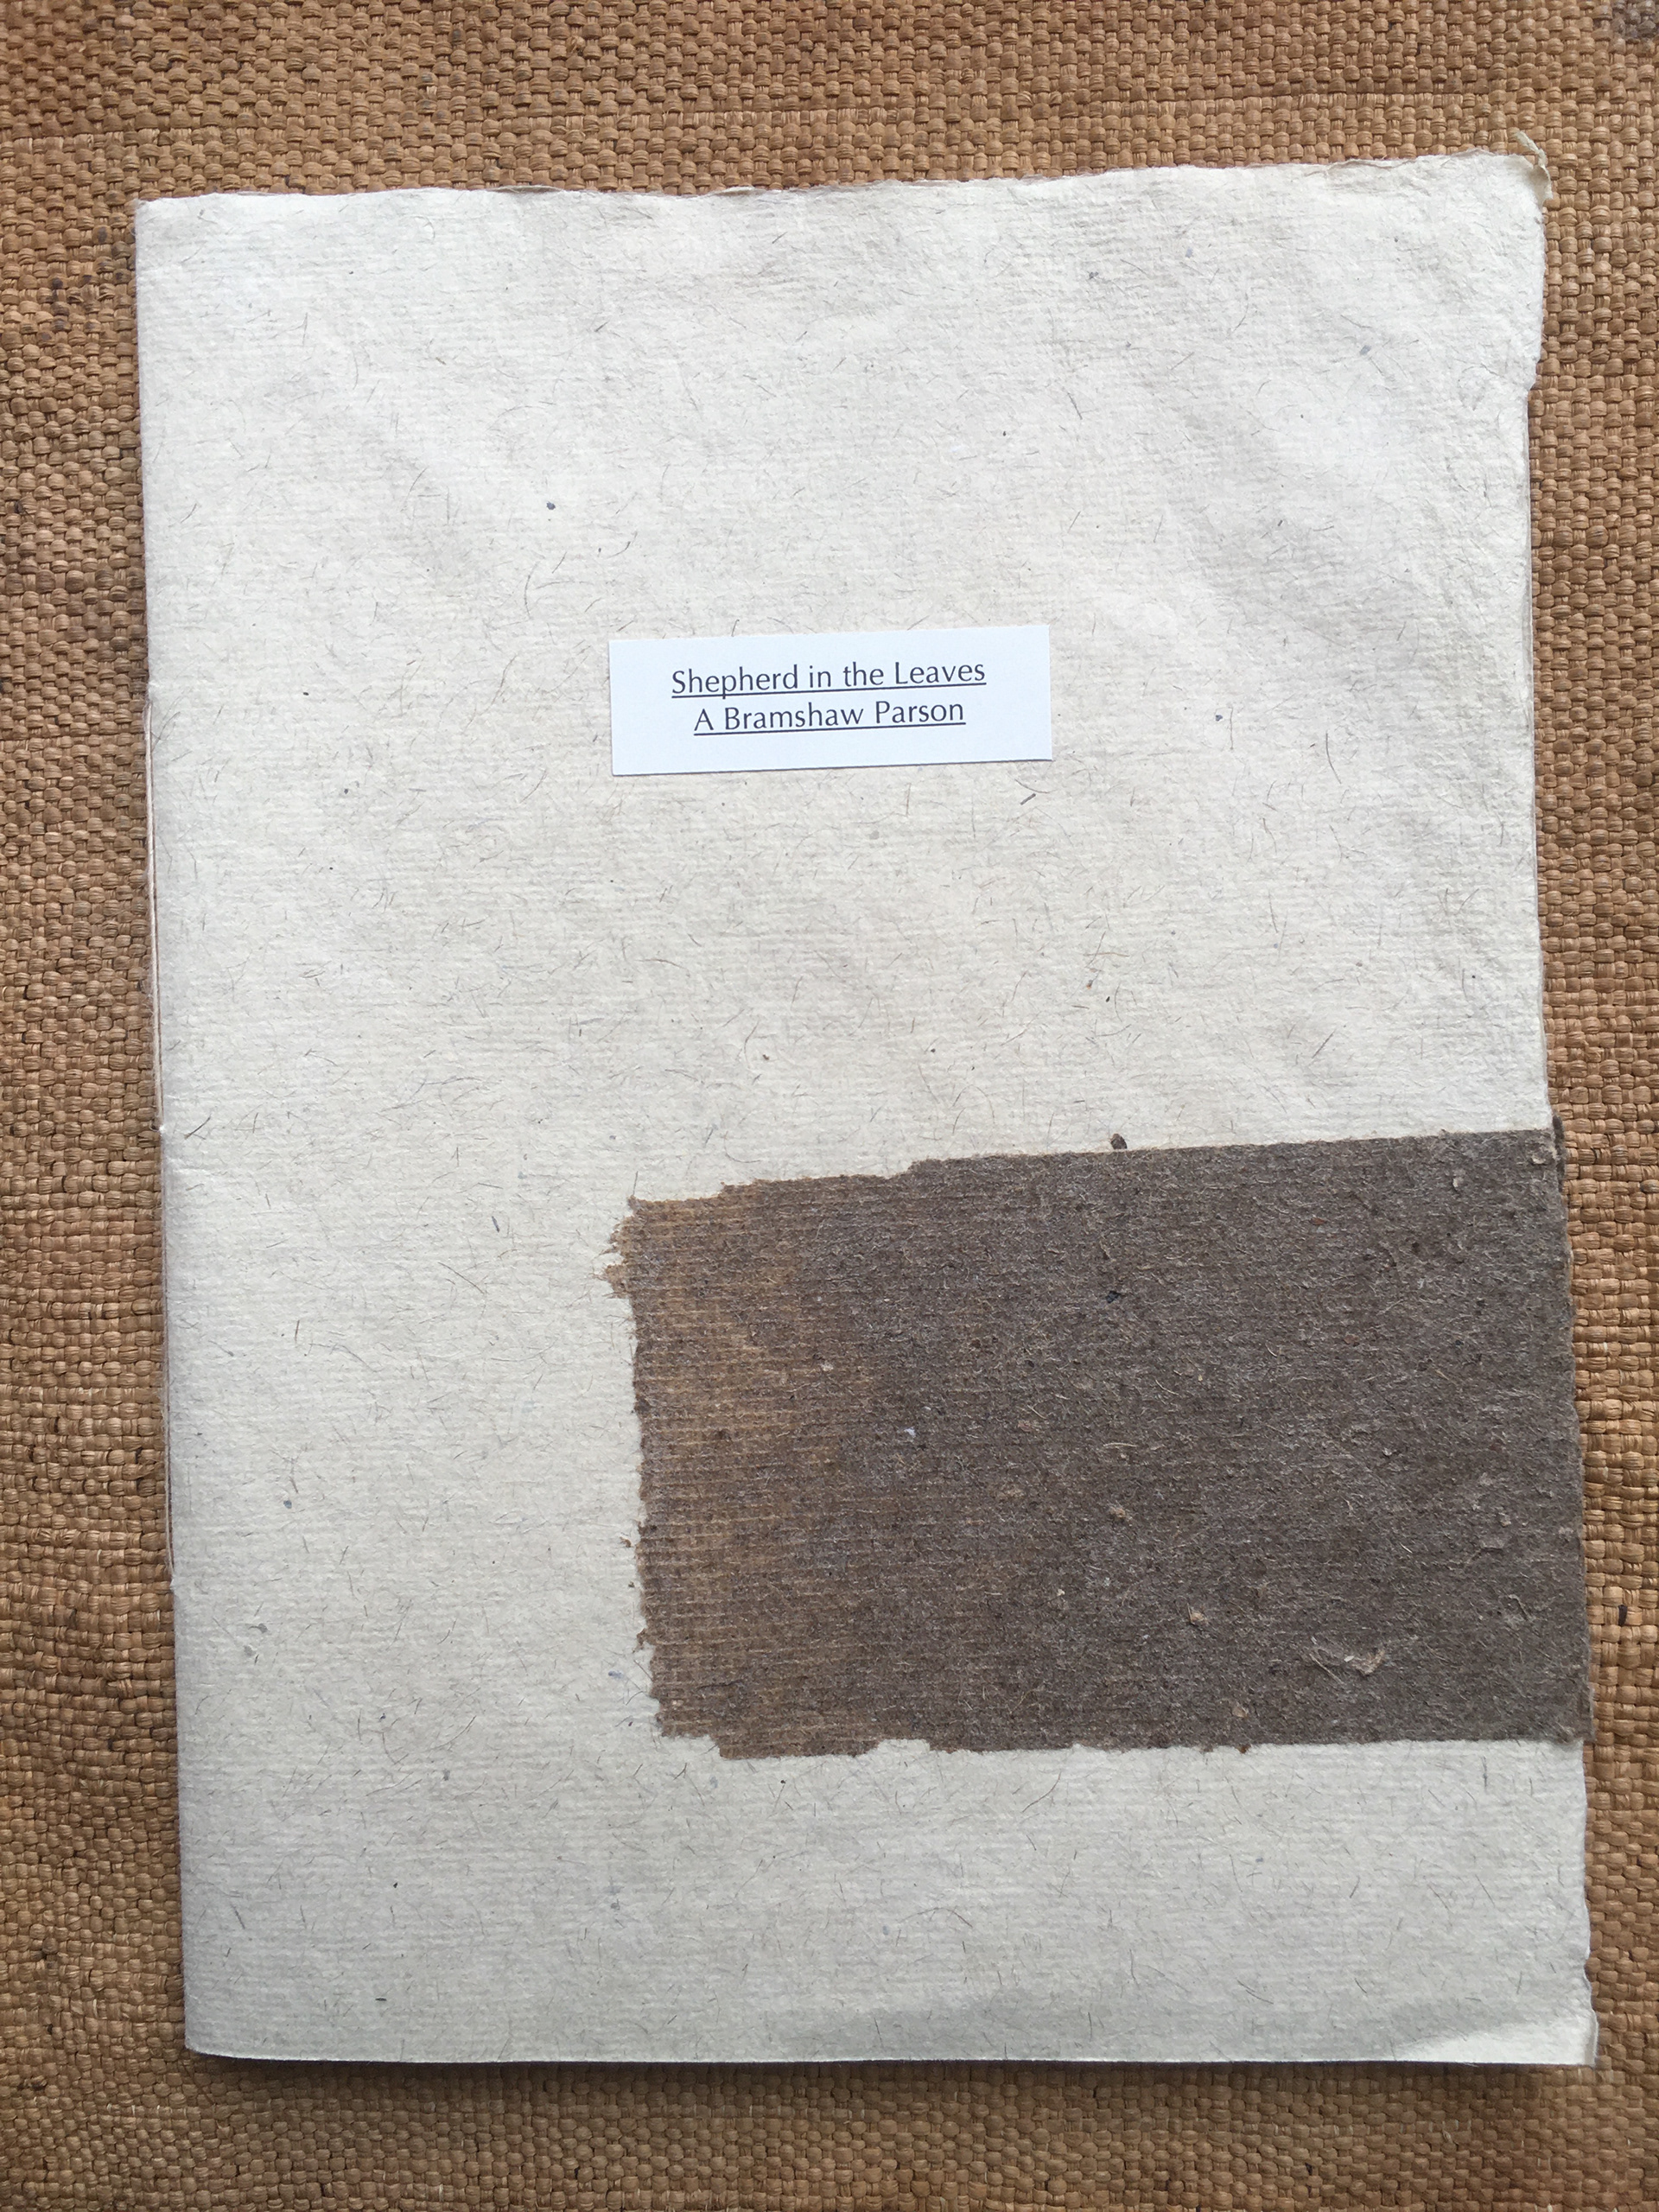 Shepherd in the Leaves
A Bramshaw Parson